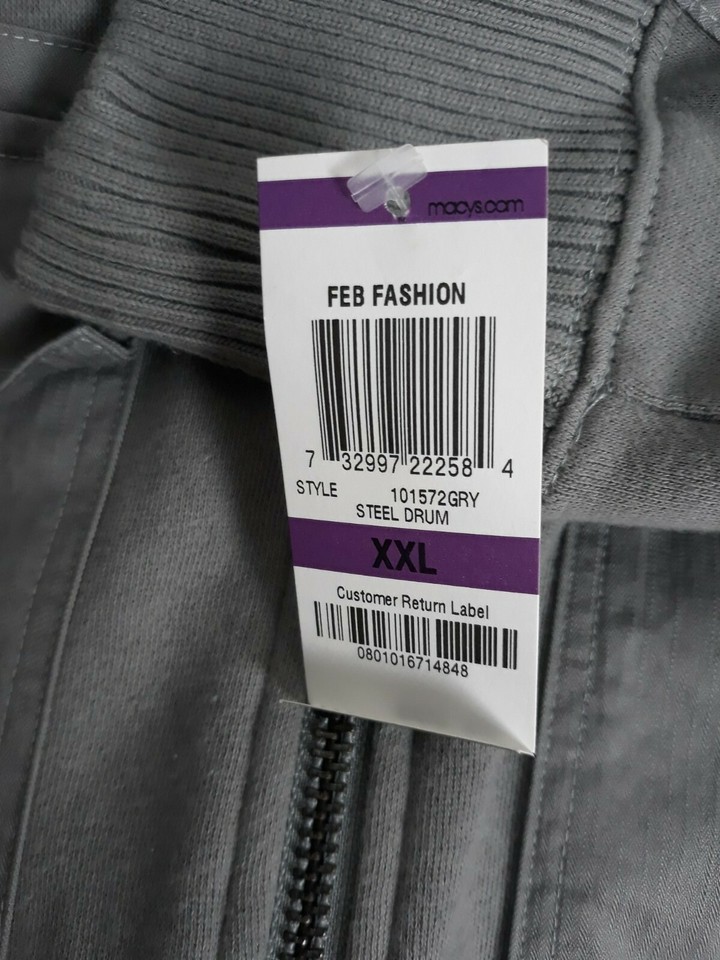 macys.com
FEB FASHION
7 32997 22258 4
STYLE 101572GRY
STEEL DRUM
XXL
Customer Return Label
0801016714848